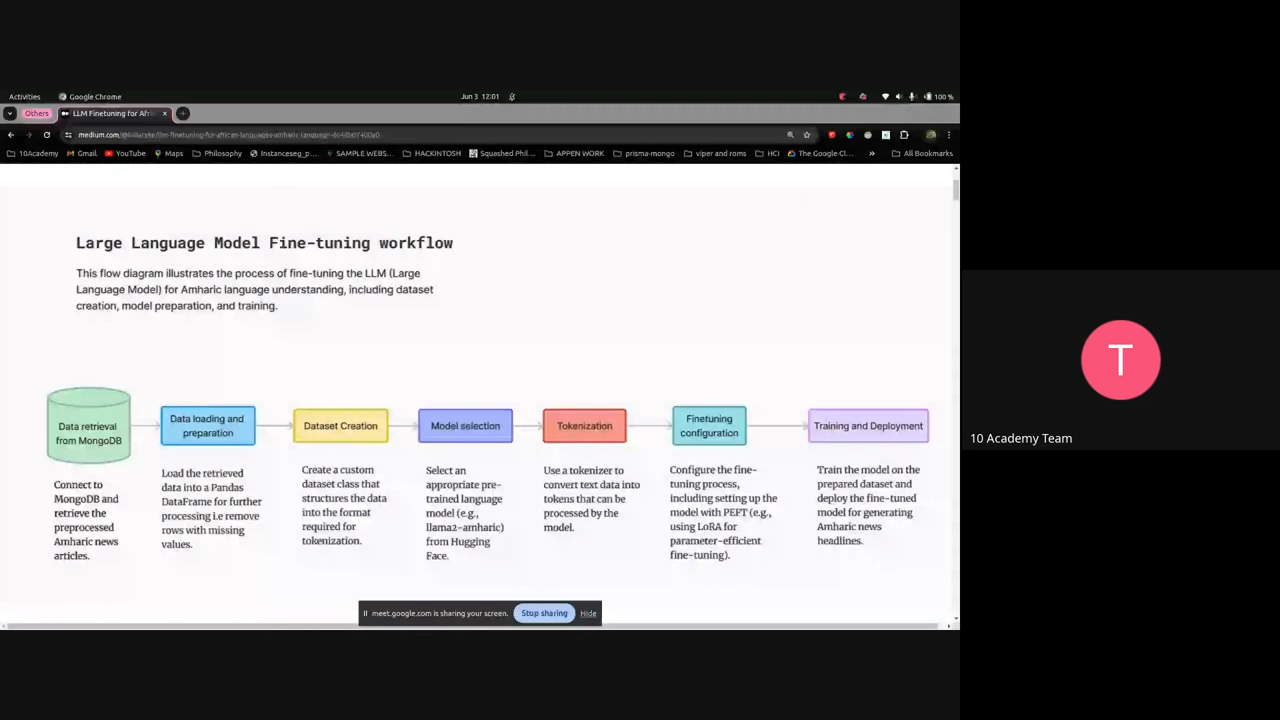 Activities
Google Chrome
Jun 3 12:01
100 %
Others
LLM Finetuning for Afri
10Academy
Gmail
YouTube
Maps
Philosophy
Instanceseg_p...
SAMPLE WEBS...
HACKINTOSH
Squashed Phil...
APPEN WORK
prisma-mongo
viper and roms
HCI
The Google Cl...
»
All Bookmarks
Large Language Model Fine-tuning workflow
This flow diagram illustrates the process of fine-tuning the LLM (Large
Language Model) for Amharic language understanding, including dataset
creation, model preparation, and training.
Data retrieval
from MongoDB
Data loading and
preparation
Dataset Creation
Model selection
Tokenization
Finetuning
configuration
Training and Deployment
Connect to
MongoDB and
retrieve the
preprocessed
Amharic news
articles.
Load the retrieved
data into a Pandas
DataFrame for further
processing i.e remove
rows with missing
values.
Create a custom
dataset class that
structures the data
into the format
required for
tokenization.
Select an
appropriate pre-
trained language
model (e.g.,
llama2-amharic)
from Hugging
Face.
Use a tokenizer to
convert text data into
tokens that can be
processed by the
model.
Configure the fine-
tuning process,
including setting up the
model with PEFT (e.g.,
using LoRA for
parameter-efficient
fine-tuning).
Train the model on the
prepared dataset and
deploy the fine-tuned
model for generating
Amharic news
headlines.
meet.google.com is sharing your screen.
Stop sharing
Hide
T
10 Academy Team